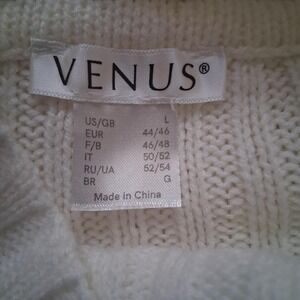 VENUS®
US/GB L
EUR 44/46
F/B 46/48
IT 50/52
RU/UA 52/54
BR G
Made in China